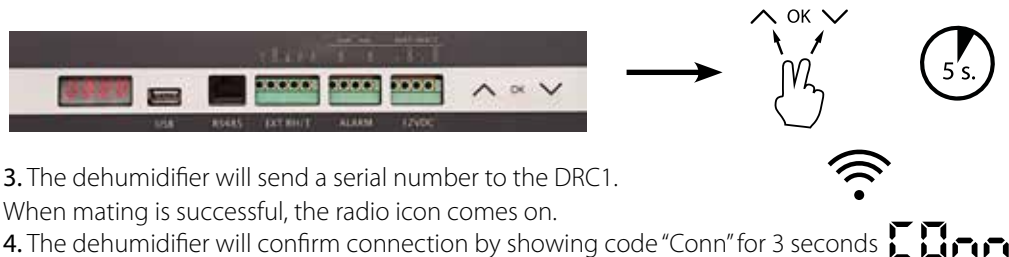 ^ OK v
5 s.
^ OK v
USB RS485 EXT RH/T ALARM 12VDC
3. The dehumidifier will send a serial number to the DRC1.
When mating is successful, the radio icon comes on.
4. The dehumidifier will confirm connection by showing code “Conn” for 3 seconds COnn